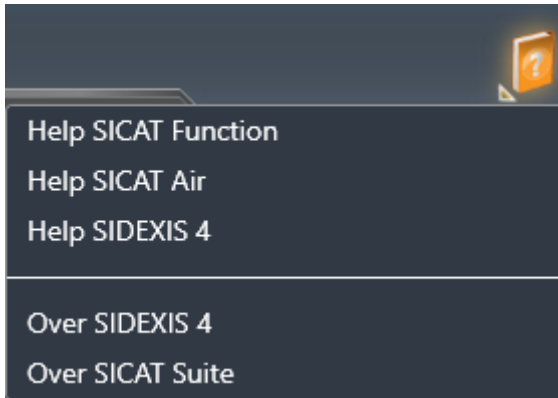 ?
Help SICAT Function
Help SICAT Air
Help SIDEXIS 4
Over SIDEXIS 4
Over SICAT Suite